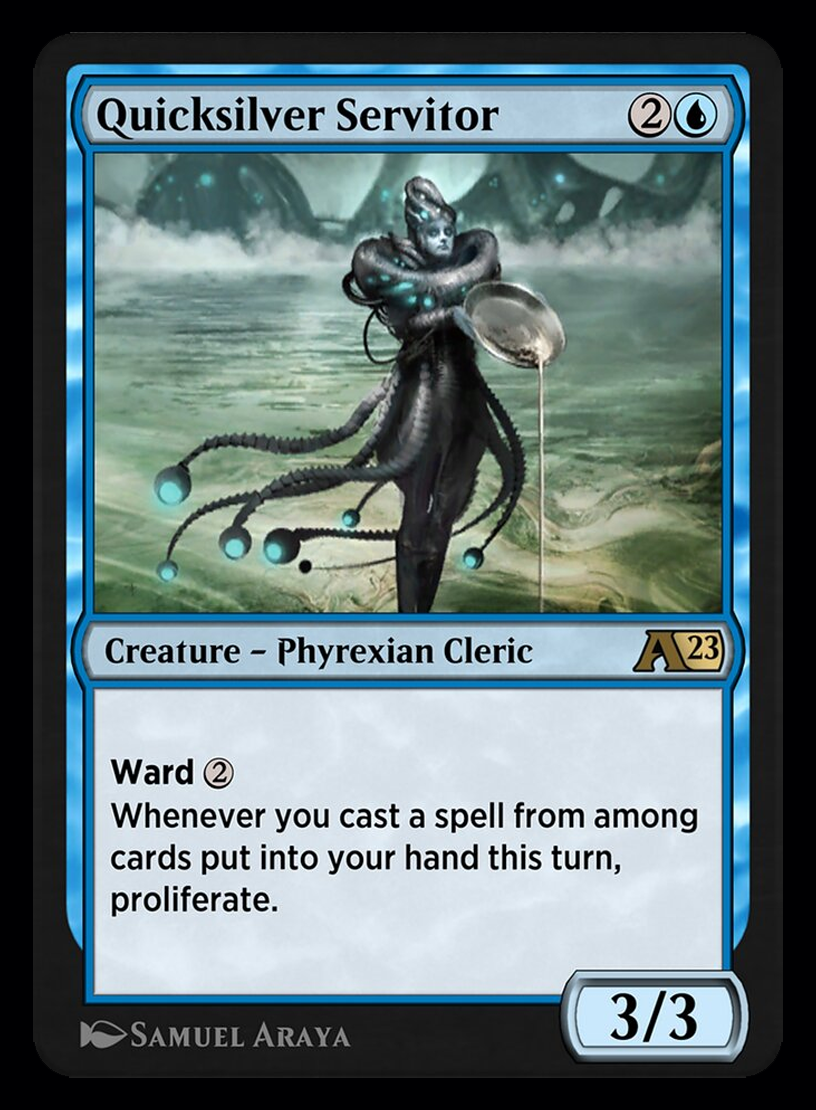 Quicksilver Servitor 2
Creature – Phyrexian Cleric A23
Ward 2
Whenever you cast a spell from among
cards put into your hand this turn,
proliferate.
3/3
Samuel Araya